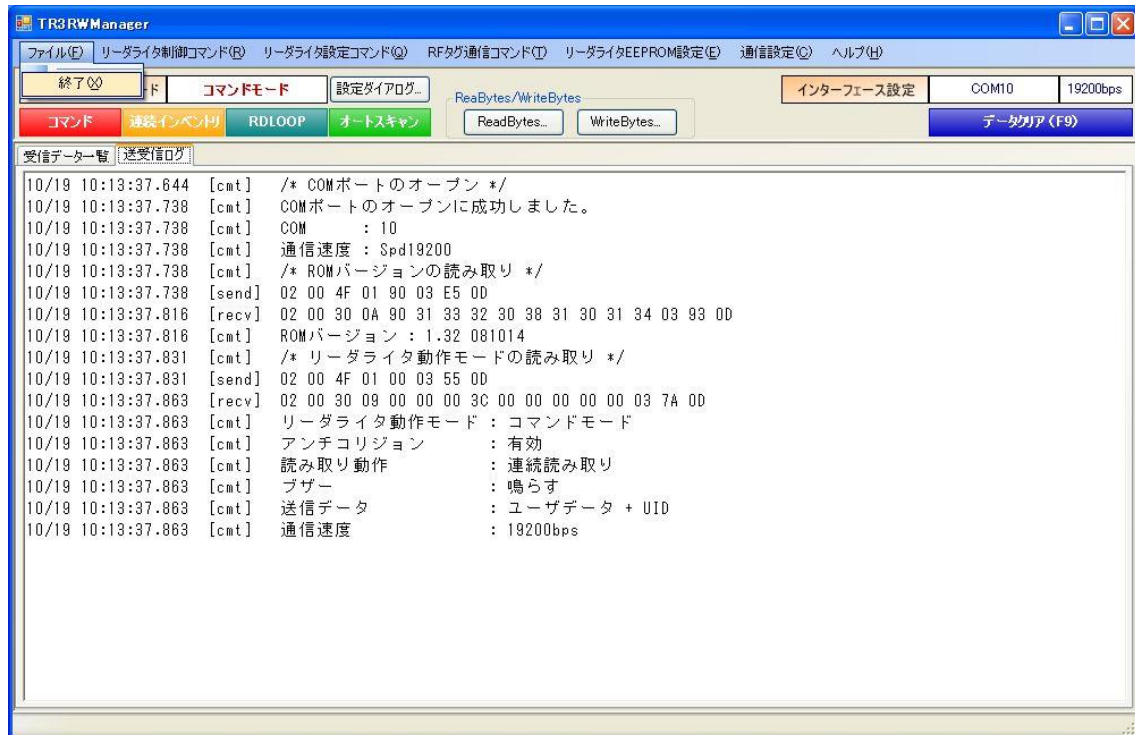 TR3RWManager
ファイル(F) リーダライタ制御コマンド(R) リーダライタ設定コマンド(Q) RFタグ通信コマンド(T) リーダライタEEPROM設定(E) 通信設定(C) ヘルプ(H)
終了(X) ード コマンドモード 設定ダイアログ... ReaBytes/WriteBytes インターフェース設定 COM10 19200bps
コマンド 連続インベントリ RDLOOP オートスキャン ReadBytes... WriteBytes... データクリア (F9)
受信データ一覧 送受信ログ
10/19 10:13:37.644 [cmt] /* COMポートのオープン */
10/19 10:13:37.738 [cmt] COMポートのオープンに成功しました。
10/19 10:13:37.738 [cmt] COM : 10
10/19 10:13:37.738 [cmt] 通信速度 : Spd19200
10/19 10:13:37.738 [cmt] /* ROMバージョンの読み取り */
10/19 10:13:37.738 [send] 02 00 4F 01 90 03 E5 0D
10/19 10:13:37.816 [recv] 02 00 30 0A 90 31 33 32 30 38 31 30 31 34 03 93 0D
10/19 10:13:37.816 [cmt] ROMバージョン : 1.32 081014
10/19 10:13:37.831 [cmt] /* リーダライタ動作モードの読み取り */
10/19 10:13:37.831 [send] 02 00 4F 01 00 03 55 0D
10/19 10:13:37.863 [recv] 02 00 30 09 00 00 00 3C 00 00 00 00 00 03 7A 0D
10/19 10:13:37.863 [cmt] リーダライタ動作モード : コマンドモード
10/19 10:13:37.863 [cmt] アンチコリジョン : 有効
10/19 10:13:37.863 [cmt] 読み取り動作 : 連続読み取り
10/19 10:13:37.863 [cmt] ブザー : 鳴らす
10/19 10:13:37.863 [cmt] 送信データ : ユーザデータ + UID
10/19 10:13:37.863 [cmt] 通信速度 : 19200bps